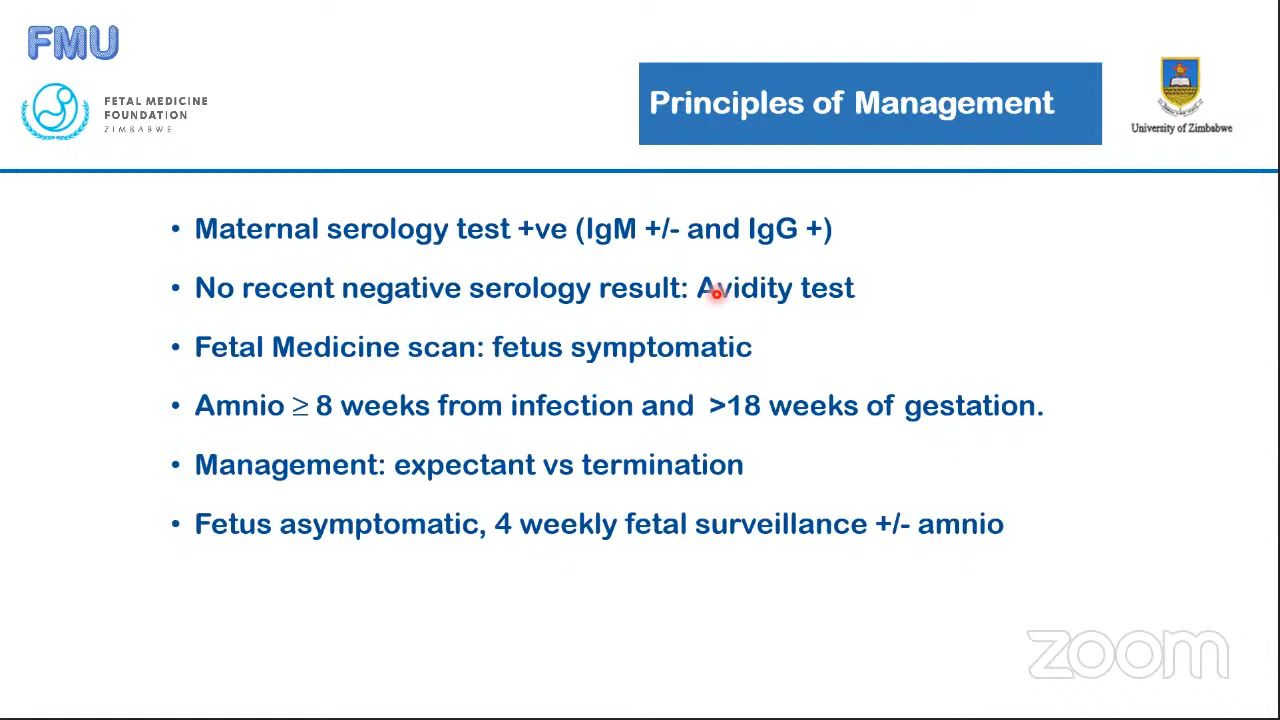 FMU
FETAL MEDICINE
FOUNDATION
ZIMBABWE
Principles of Management
University of Zimbabwe
• Maternal serology test +ve (IgM +/- and IgG +)
• No recent negative serology result: Avidity test
• Fetal Medicine scan: fetus symptomatic
• Amnio ≥ 8 weeks from infection and >18 weeks of gestation.
• Management: expectant vs termination
• Fetus asymptomatic, 4 weekly fetal surveillance +/- amnio
zoom